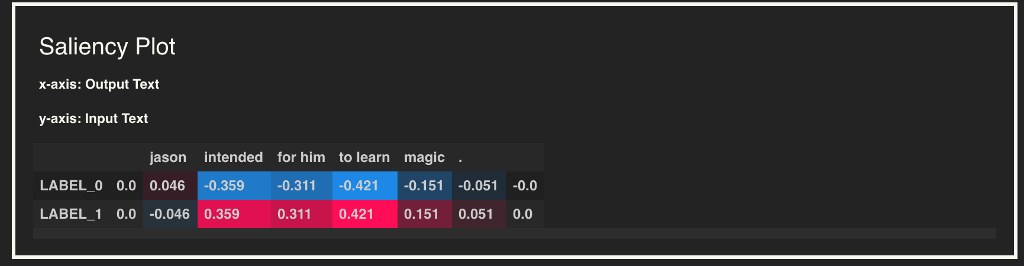 Saliency Plot
x-axis: Output Text
y-axis: Input Text
jason intended for him to learn magic .
LABEL_0 0.0 0.046 -0.359 -0.311 -0.421 -0.151 -0.051 -0.0
LABEL_1 0.0 -0.046 0.359 0.311 0.421 0.151 0.051 0.0